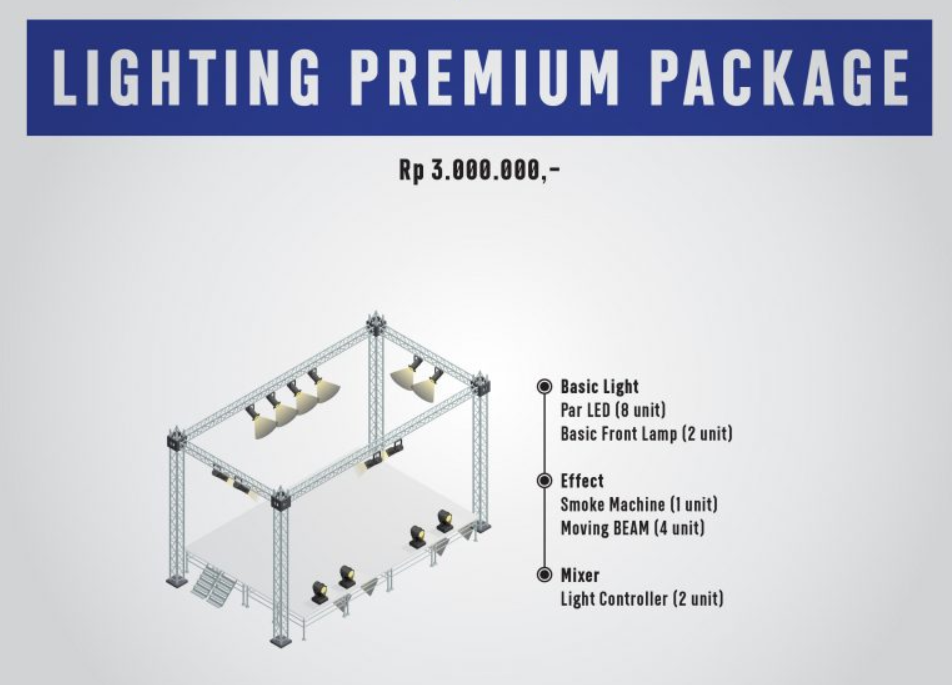 LIGHTING PREMIUM PACKAGE
Rp 3.000.000,-
Basic Light
Par LED (8 unit)
Basic Front Lamp (2 unit)
Effect
Smoke Machine (1 unit)
Moving BEAM (4 unit)
Mixer
Light Controller (2 unit)